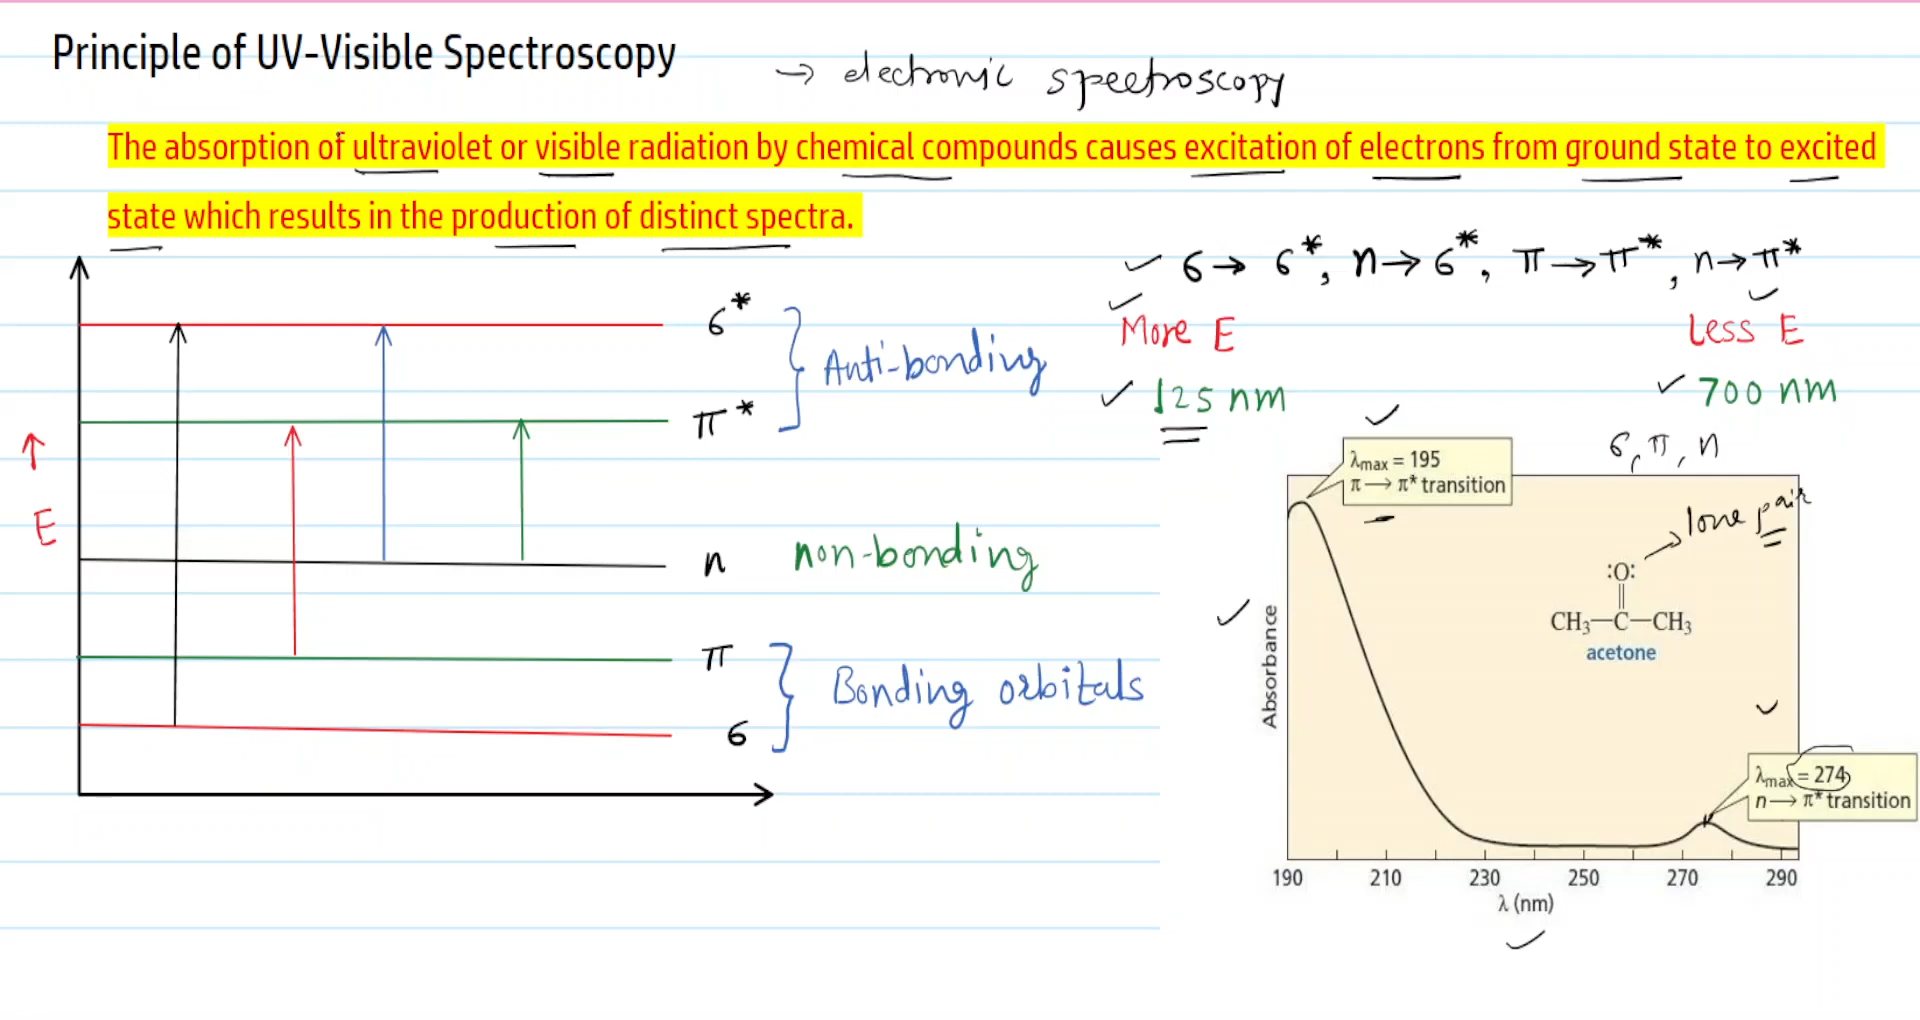 Principle of UV-Visible Spectroscopy
→ electronic spectroscopy
The absorption of ultraviolet or visible radiation by chemical compounds causes excitation of electrons from ground state to excited
state which results in the production of distinct spectra.
σ → σ*, n → σ*, π → π*, n → π*
More E
Less E
125 nm
700 nm
σ, π, n
E
σ*
π*
Anti-bonding
n
non-bonding
π
σ
Bonding orbitals
λmax = 195
π → π* transition
lone pair
:O:
CH₃—C—CH₃
acetone
Absorbance
λmax = 274
n → π* transition
190 210 230 250 270 290
λ (nm)